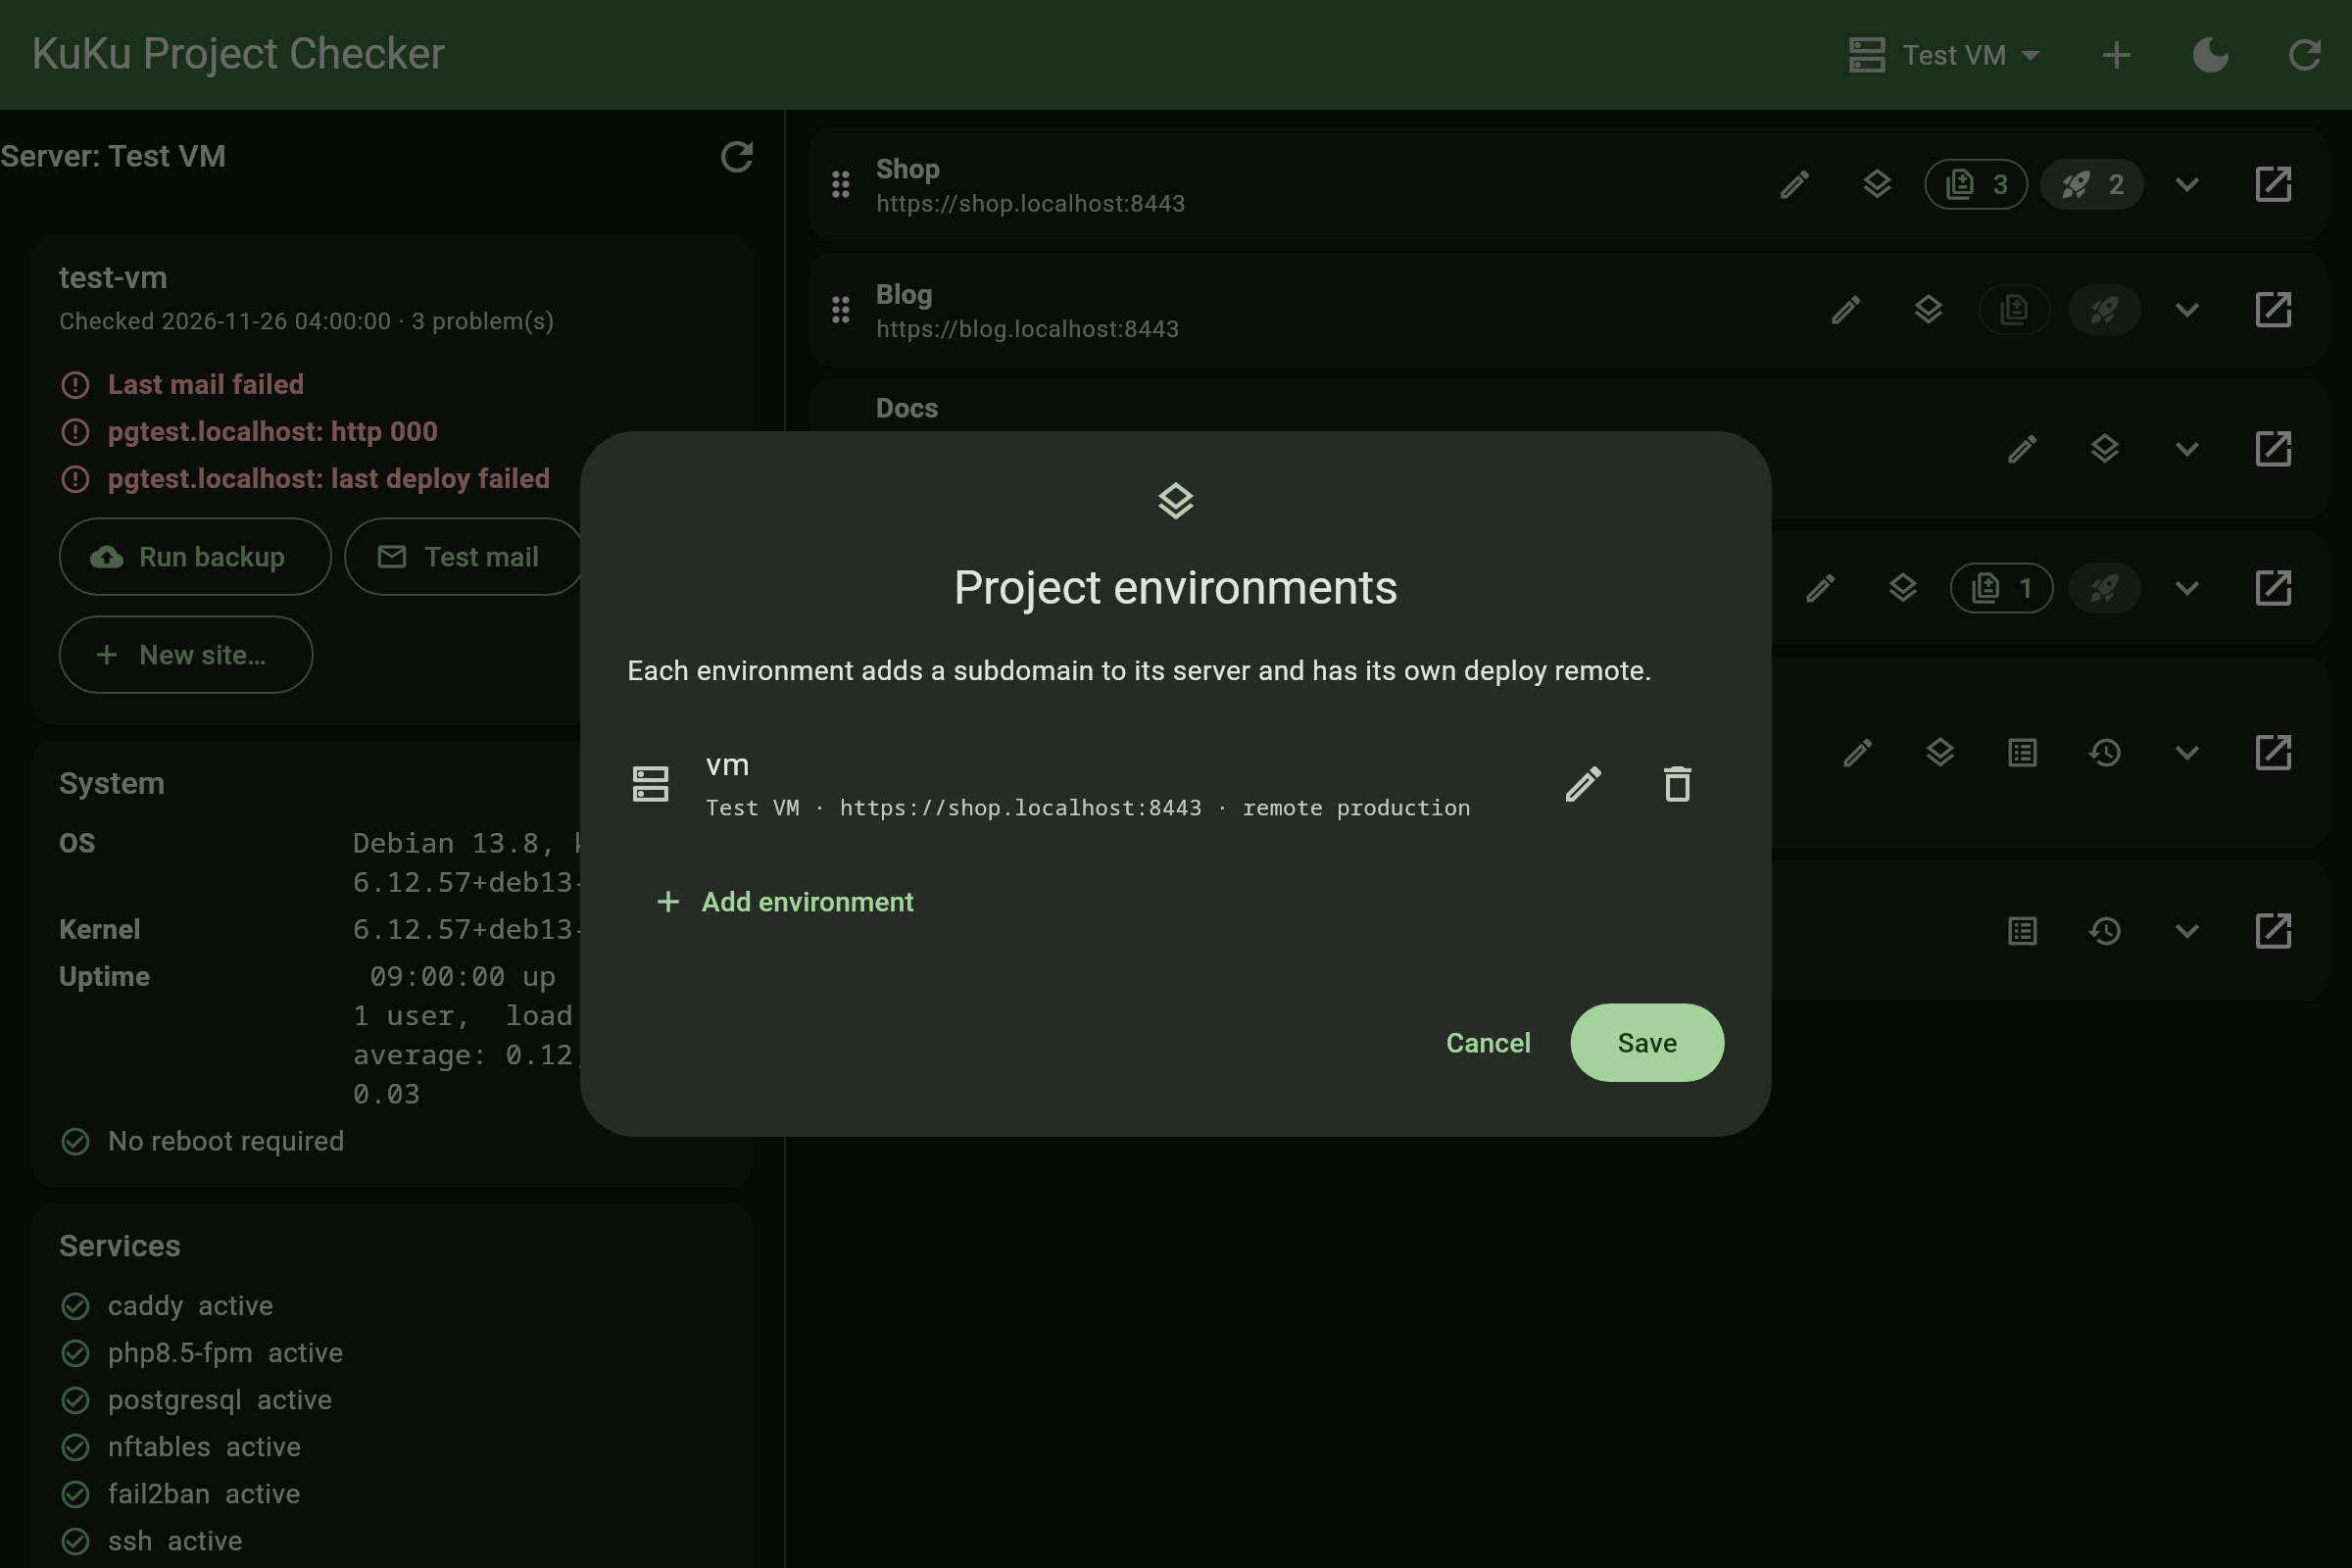 KuKu Project Checker
Test VM
Server: Test VM
test-vm
Checked 2026-11-26 04:00:00 · 3 problem(s)
Last mail failed
pgtest.localhost: http 000
pgtest.localhost: last deploy failed
Run backup
Test mail
New site...
System
OS
Debian 13.8,
6.12.57+deb13-
Kernel
6.12.57+deb13-
Uptime
09:00:00 up
1 user,  load
average: 0.12,
0.03
No reboot required
Services
caddy  active
php8.5-fpm  active
postgresql  active
nftables  active
fail2ban  active
ssh  active
Shop
https://shop.localhost:8443
3
2
Blog
https://blog.localhost:8443
Docs
1
Project environments
Each environment adds a subdomain to its server and has its own deploy remote.
vm
Test VM · https://shop.localhost:8443 · remote production
Add environment
Cancel
Save